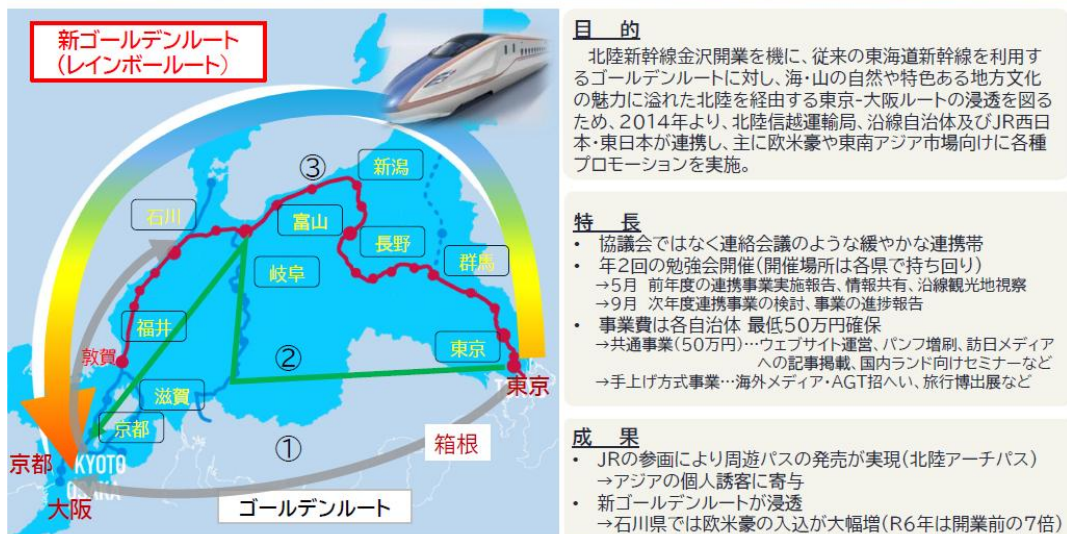 新ゴールデンルート
(レインボールート)
③
新潟
石川
富山
長野
群馬
岐阜
福井
②
東京
敦賀
滋賀
東京
京都
①
箱根
京都
KYOTO
OSAKA
大阪
ゴールデンルート
目 的
北陸新幹線金沢開業を機に、従来の東海道新幹線を利用す
るゴールデンルートに対し、海・山の自然や特色ある地方文化
の魅力に溢れた北陸を経由する東京-大阪ルートの浸透を図る
ため、2014年より、北陸信越運輸局、沿線自治体及びJR西日
本・東日本が連携し、主に欧米豪や東南アジア市場向けに各種
プロモーションを実施。
特 長
• 協議会ではなく連絡会議のような緩やかな連携帯
• 年2回の勉強会開催(開催場所は各県で持ち回り)
→5月 前年度の連携事業実施報告、情報共有、沿線観光地視察
→9月 次年度連携事業の検討、事業の進捗報告
• 事業費は各自治体 最低50万円確保
→共通事業(50万円)…ウェブサイト運営、パンフ増刷、訪日メディア
への記事掲載、国内ランド向けセミナーなど
→手上げ方式事業…海外メディア・AGT招へい、旅行博出展など
成 果
• JRの参画により周遊パスの発売が実現(北陸アーチパス)
→アジアの個人誘客に寄与
• 新ゴールデンルートが浸透
→石川県では欧米豪の入込が大幅増(R6年は開業前の7倍)